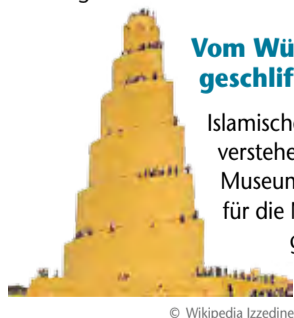 Vom Wü
geschlif
Islamische
verstehe
Museum
für die
g
© Wikipedia Izzedine